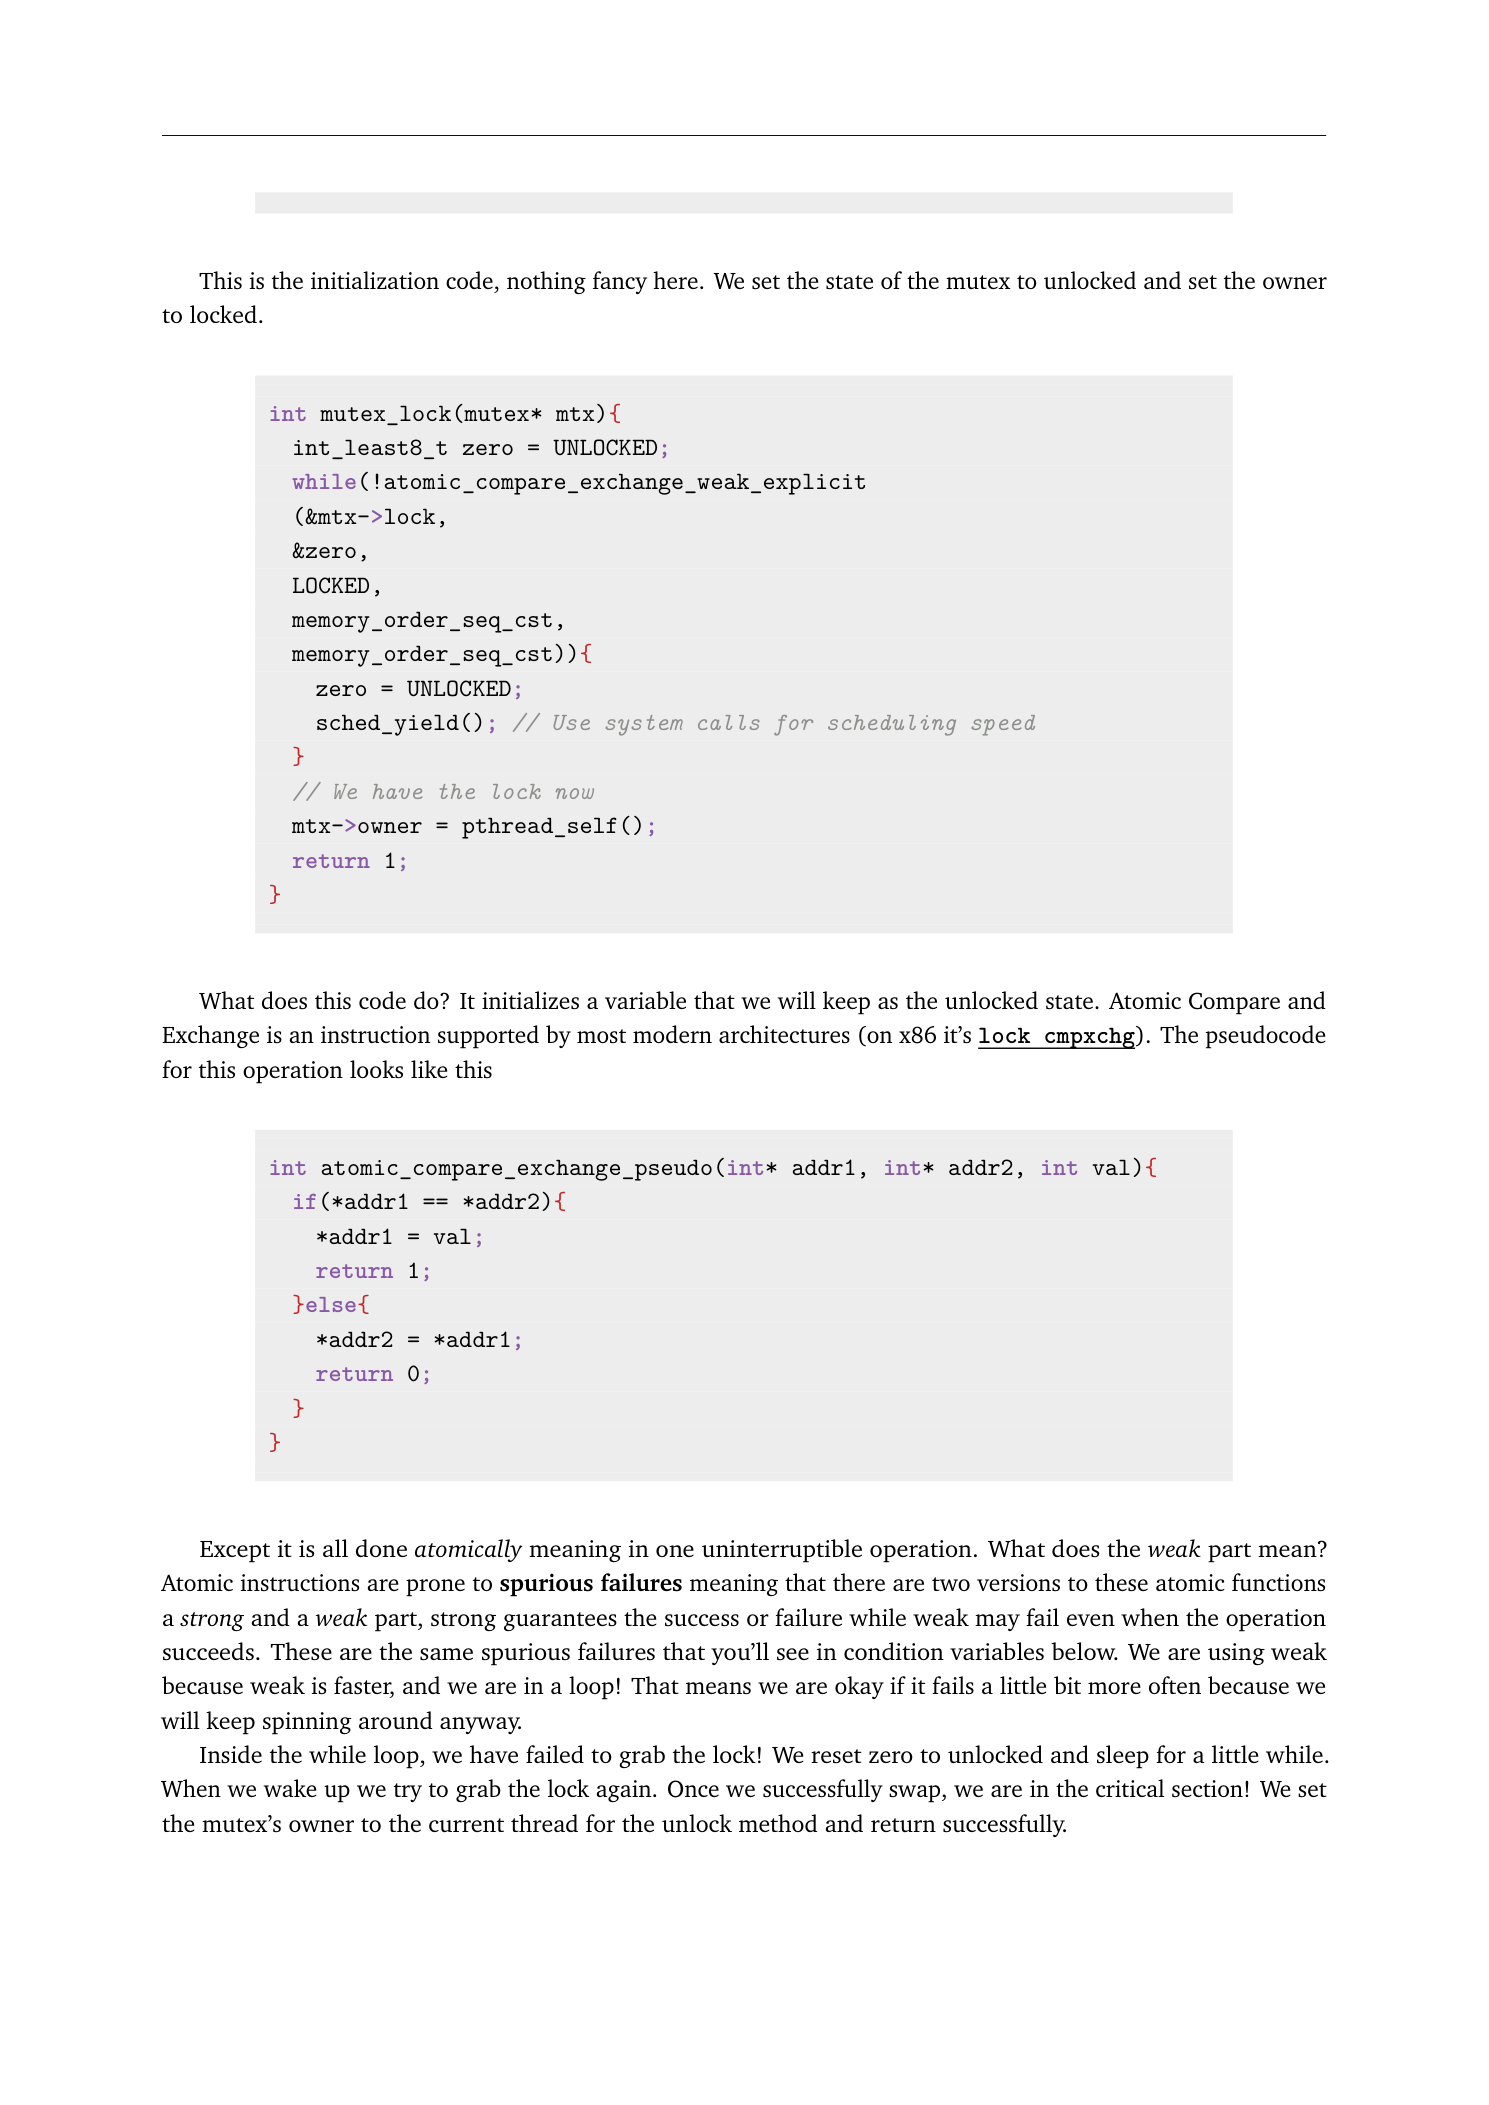 This is the initialization code, nothing fancy here. We set the state of the mutex to unlocked and set the owner
to locked.
int mutex_lock(mutex* mtx){
int_least8_t zero = UNLOCKED;
while(!atomic_compare_exchange_weak_explicit
(&mtx->lock,
&zero,
LOCKED,
memory_order_seq_cst,
memory_order_seq_cst)){
zero = UNLOCKED;
sched_yield(); // Use system calls for scheduling speed
}
// We have the lock now
mtx->owner = pthread_self();
return 1;
}
What does this code do? It initializes a variable that we will keep as the unlocked state. Atomic Compare and
Exchange is an instruction supported by most modern architectures (on x86 it's lock cmpxchg). The pseudocode
for this operation looks like this
int atomic_compare_exchange_pseudo(int* addr1, int* addr2, int val){
if(*addr1 == *addr2){
*addr1 = val;
return 1;
}else{
*addr2 = *addr1;
return 0;
}
}
Except it is all done atomically meaning in one uninterruptible operation. What does the weak part mean?
Atomic instructions are prone to spurious failures meaning that there are two versions to these atomic functions
a strong and a weak part, strong guarantees the success or failure while weak may fail even when the operation
succeeds. These are the same spurious failures that you'll see in condition variables below. We are using weak
because weak is faster, and we are in a loop! That means we are okay if it fails a little bit more often because we
will keep spinning around anyway.
Inside the while loop, we have failed to grab the lock! We reset zero to unlocked and sleep for a little while.
When we wake up we try to grab the lock again. Once we successfully swap, we are in the critical section! We set
the mutex's owner to the current thread for the unlock method and return successfully.